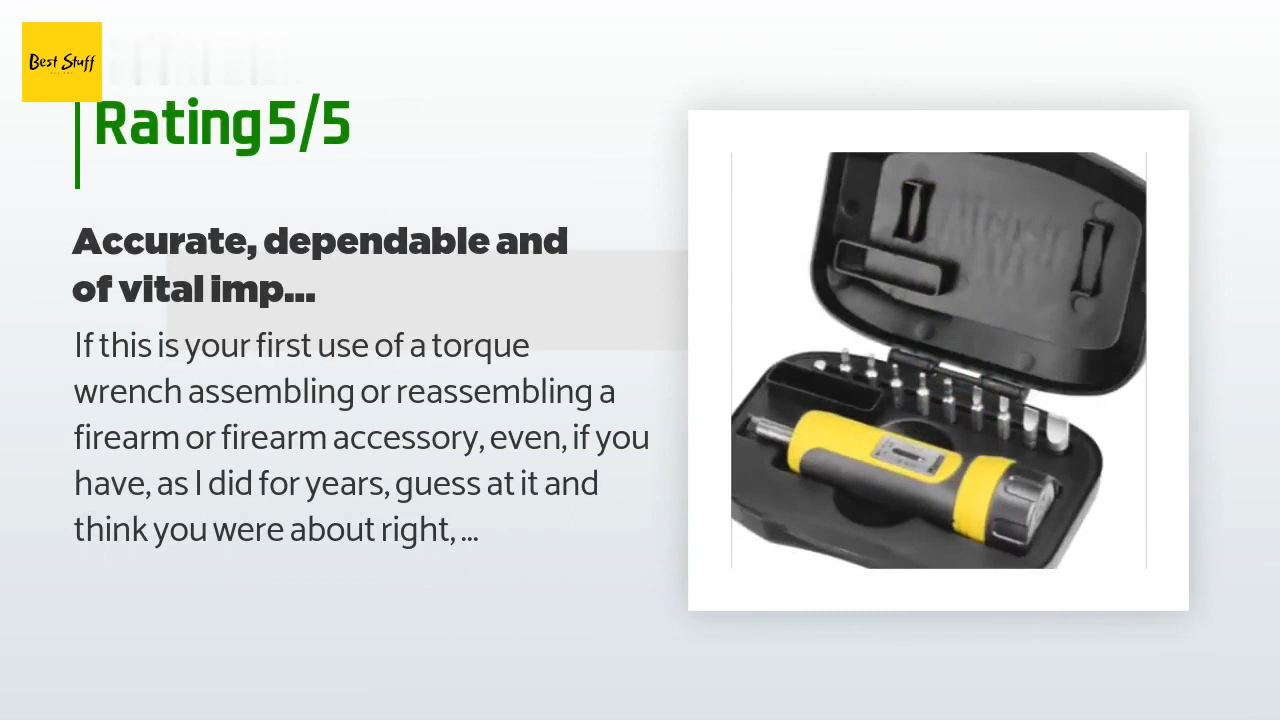 Best Stuff
Rating 5/5
Accurate, dependable and
of vital imp...
If this is your first use of a torque
wrench assembling or reassembling a
firearm or firearm accessory, even, if you
have, as I did for years, guess at it and
think you were about right, ...